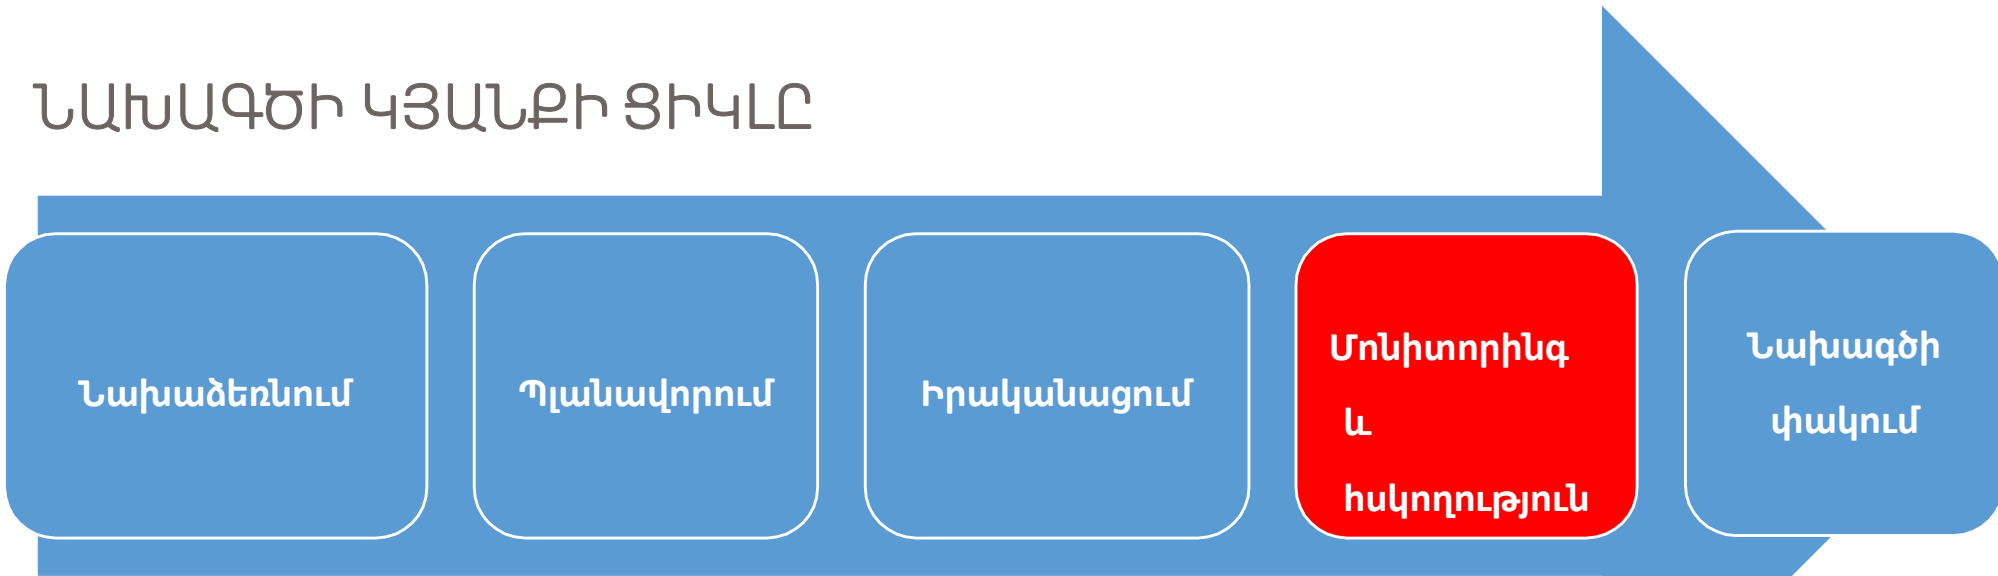 ՆԱԽԱԳԾԻ ԿՅԱՆՔԻ ՑԻԿԼԸ
Նախաձեռնում
Պլանավորում
Իրականացում
Մոնիտորինգ
և
հսկողություն
Նախագծի
փակում